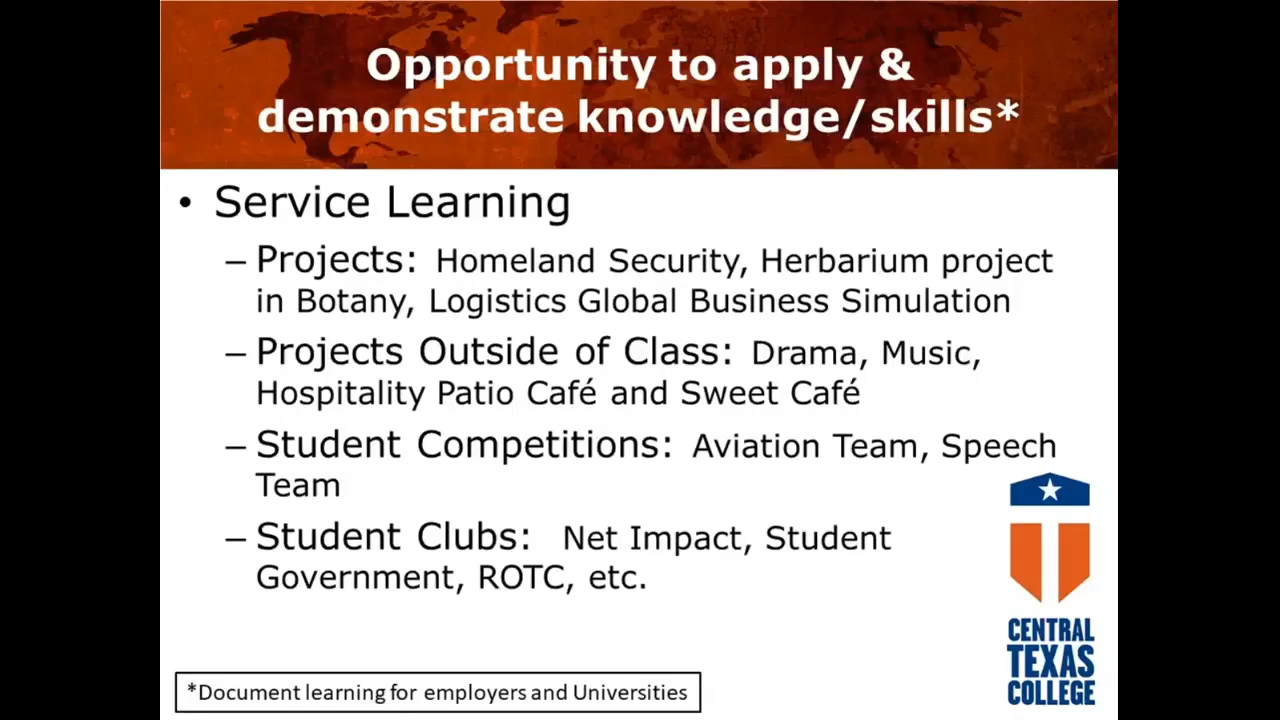 Opportunity to apply &
demonstrate knowledge/skills*
• Service Learning
– Projects: Homeland Security, Herbarium project
in Botany, Logistics Global Business Simulation
– Projects Outside of Class: Drama, Music,
Hospitality Patio Café and Sweet Café
– Student Competitions: Aviation Team, Speech
Team
– Student Clubs: Net Impact, Student
Government, ROTC, etc.
*Document learning for employers and Universities
CENTRAL
TEXAS
COLLEGE